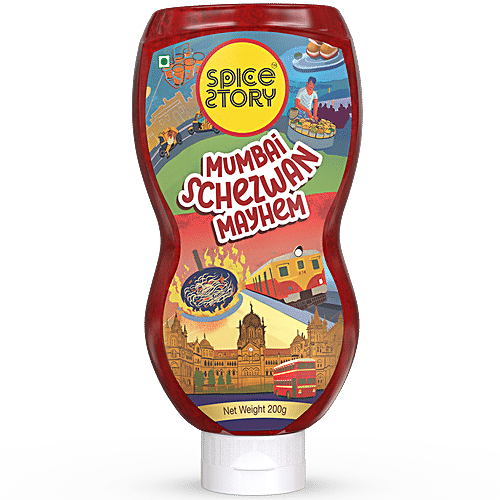 SPICE
STORY
MUMBAI
SCHEZWAN
MAYHEM
Net Weight 200g